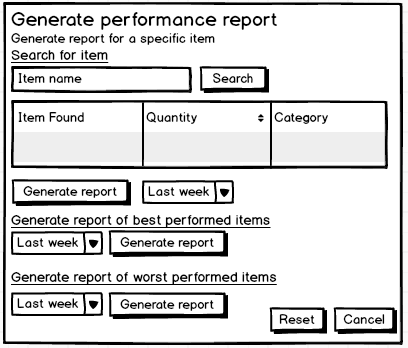 Generate performance report
Generate report for a specific item
Search for item
Item name Search
Item Found Quantity Category
Generate report Last week
Generate report of best performed items
Last week Generate report
Generate report of worst performed items
Last week Generate report
Reset Cancel